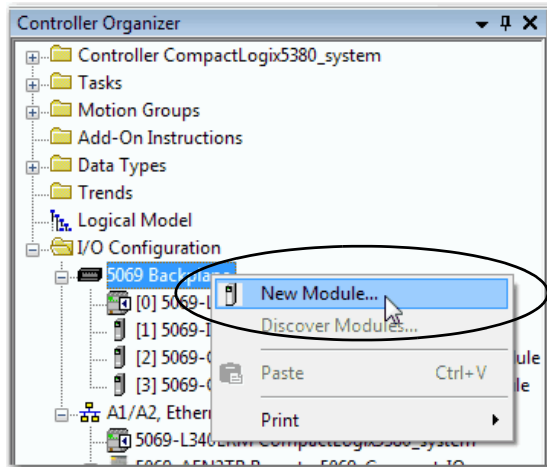 Controller Organizer
Controller CompactLogix5380_system
Tasks
Motion Groups
Add-On Instructions
Data Types
Trends
Logical Model
I/O Configuration
5069 Backplane
New Module...
[0] 5069-L
Discover Modules...
[1] 5069-I
[2] 5069-
ule
Paste Ctrl+V
[3] 5069-
le
Print
A1/A2, Ethern
5069-L340ERM CompactLogix5380_system